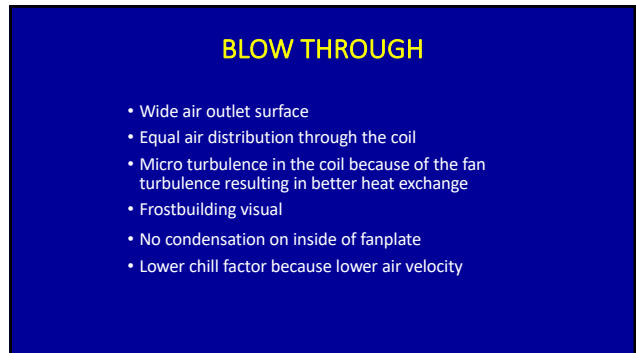 BLOW THROUGH
• Wide air outlet surface
• Equal air distribution through the coil
• Micro turbulence in the coil because of the fan
turbulence resulting in better heat exchange
• Frostbuilding visual
• No condensation on inside of fanplate
• Lower chill factor because lower air velocity